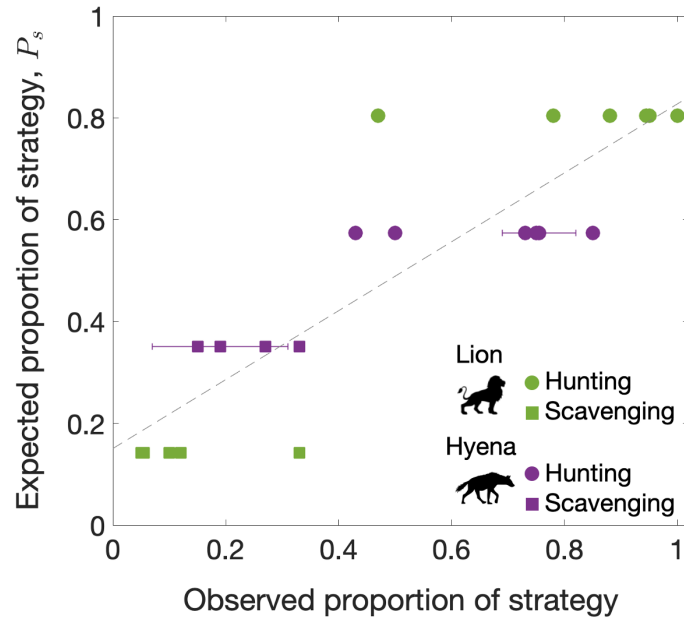 Expected proportion of strategy, P_s
1
0.8
0.6
0.4
0.2
0
0 0.2 0.4 0.6 0.8 1
Observed proportion of strategy
Lion
Hunting
Scavenging
Hyena
Hunting
Scavenging